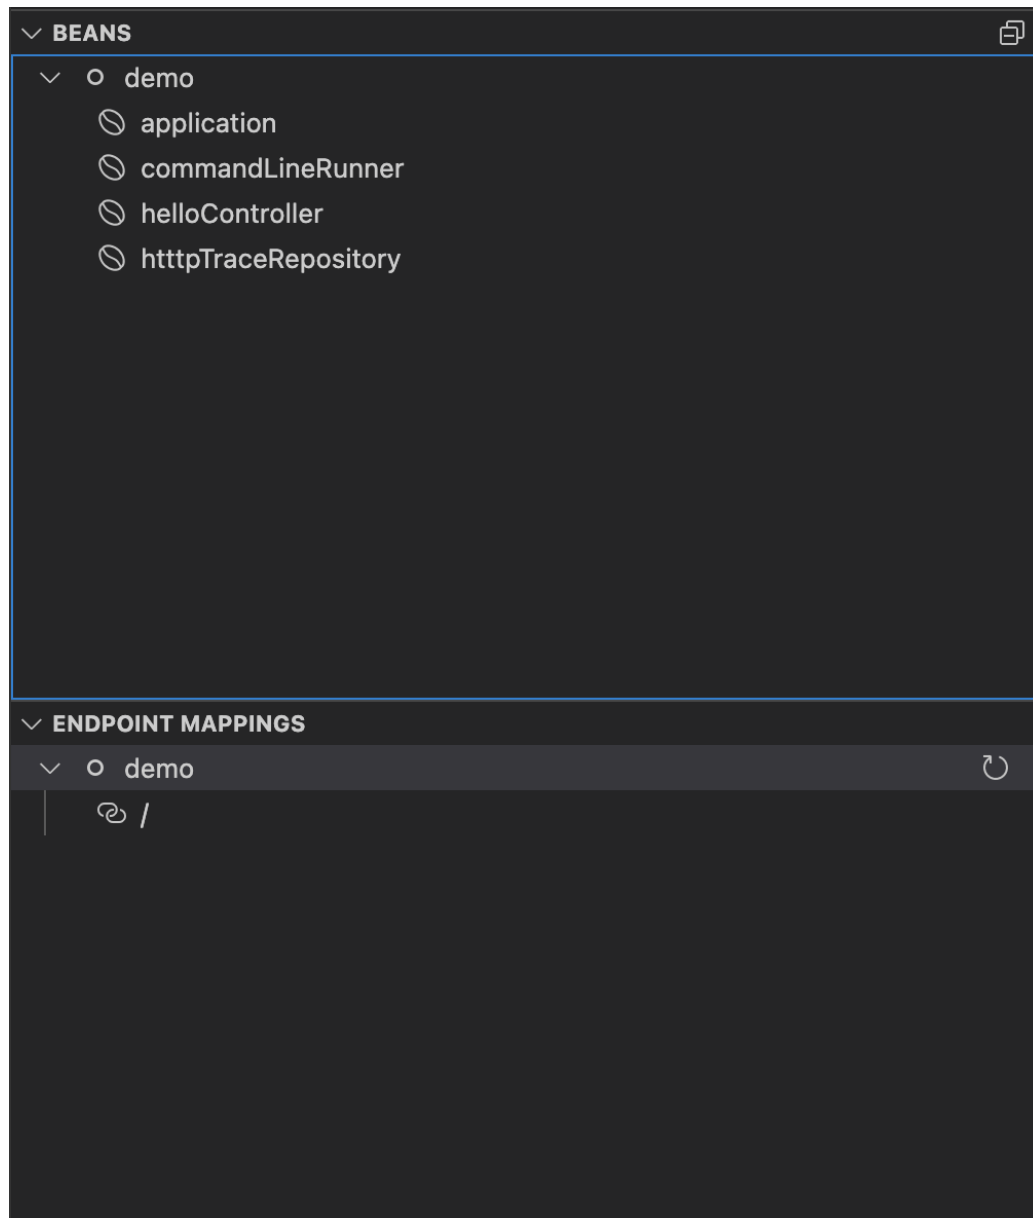 BEANS
demo
application
commandLineRunner
helloController
htttpTraceRepository
ENDPOINT MAPPINGS
demo
/